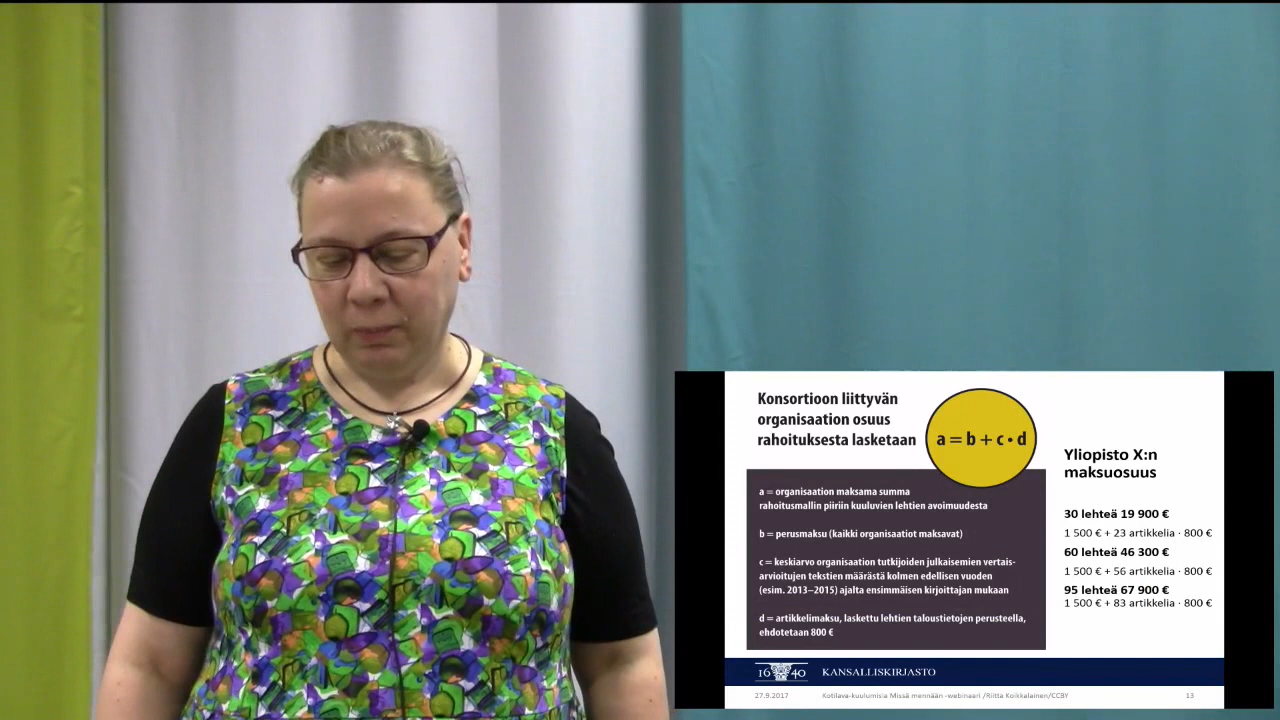 Konsortioon liittyvän
organisaation osuus
rahoituksesta lasketaan
a = b + c • d
a = organisaation maksama summa
rahoitusmallin piiriin kuuluvien lehtien avoimuudesta
b = perusmaksu (kaikki organisaatiot maksavat)
c = keskiarvo organisaation tutkijoiden julkaisemien vertais-
arvioitujen tekstien määrästä kolmen edellisen vuoden
(esim. 2013–2015) ajalta ensimmäisen kirjoittajan mukaan
d = artikkelimaksu, laskettu lehtien taloustietojen perusteella,
ehdotetaan 800 €
Yliopisto X:n
maksuosuus
30 lehteä 19 900 €
1 500 € + 23 artikkelia · 800 €
60 lehteä 46 300 €
1 500 € + 56 artikkelia · 800 €
95 lehteä 67 900 €
1 500 € + 83 artikkelia · 800 €
16 40 KANSALLISKIRJASTO
27.9.2017 Kotilava-kuulumisia Missä mennään -webinaari /Riitta Koikkalainen/CCBY 13